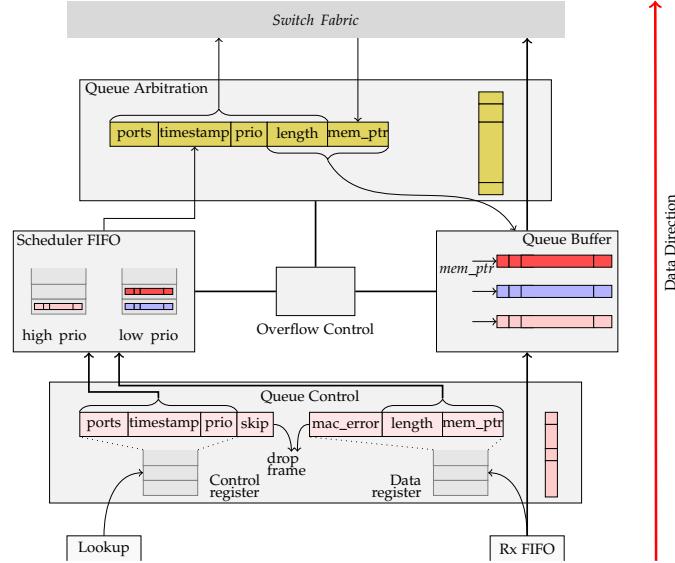 Switch Fabric
Queue Arbitration
ports timestamp prio length mem_ptr
Scheduler FIFO
Queue Buffer
mem_ptr
high prio low prio
Overflow Control
Queue Control
ports timestamp prio skip mac_error length mem_ptr
drop
frame
Control
register
Data
register
Lookup
Rx FIFO
Data Direction